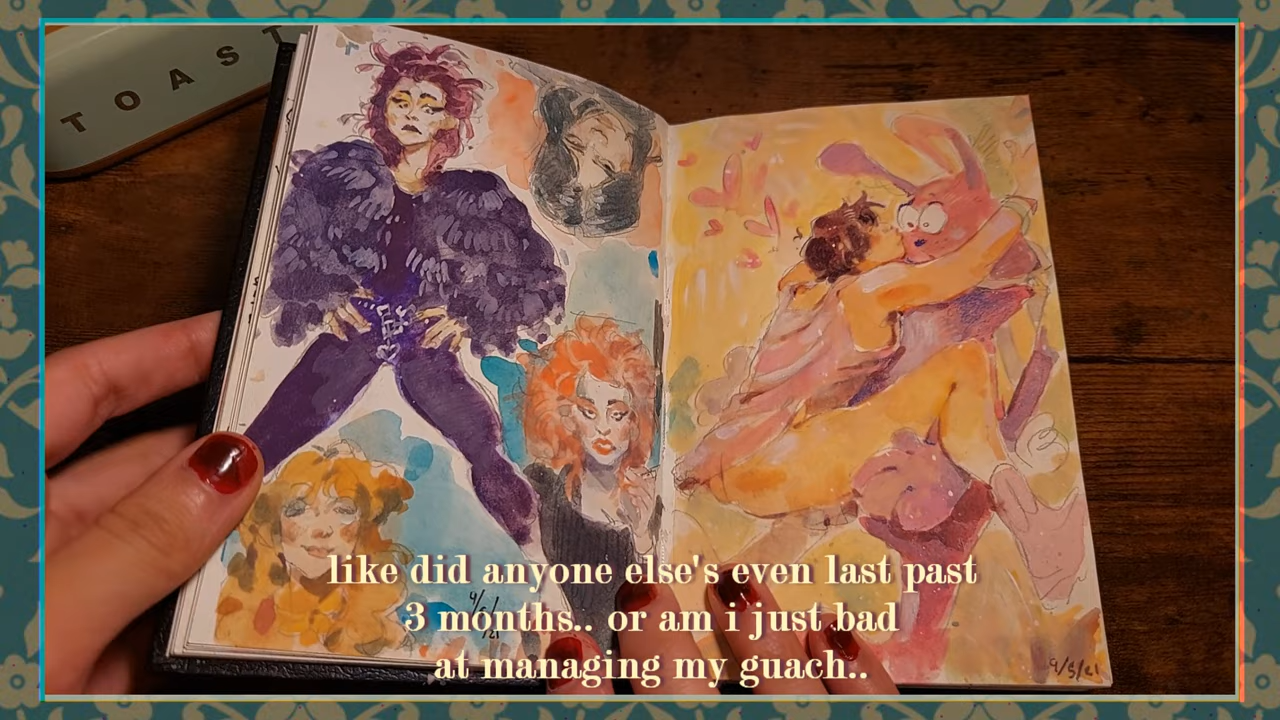 TOAST
like did anyone else's even last past
3 months.. or am i just bad
at managing my guach..
9/5/21